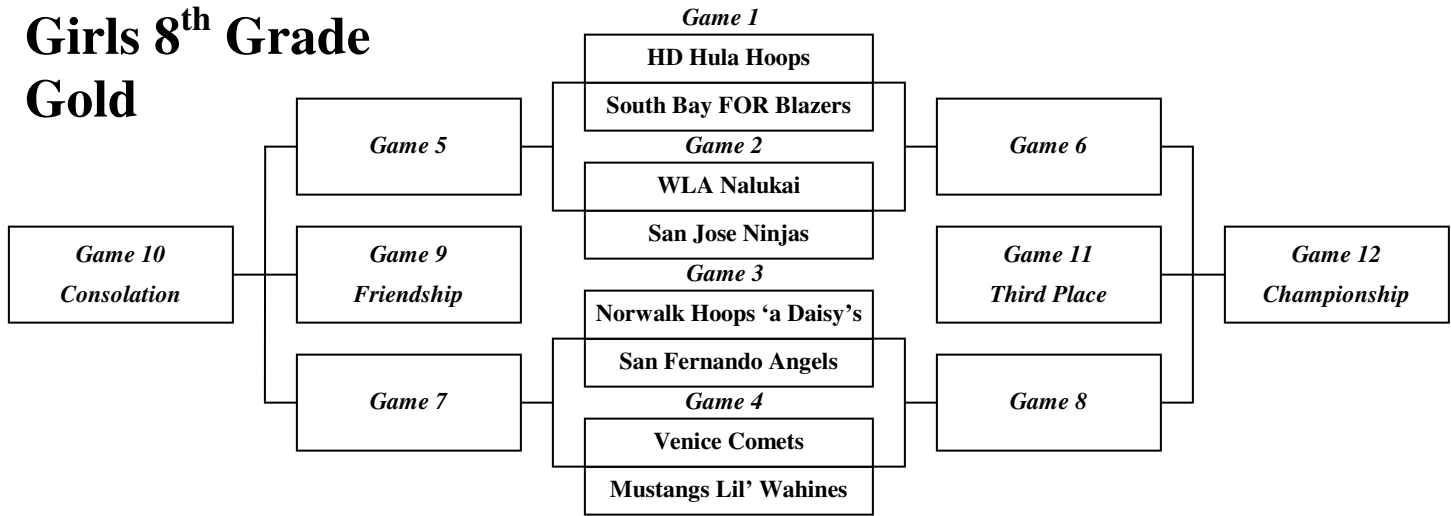 Girls 8th Grade
Gold
Game 1
HD Hula Hoops
South Bay FOR Blazers
Game 2
WLA Nalukai
San Jose Ninjas
Game 3
Norwalk Hoops ‘a Daisy’s
San Fernando Angels
Game 4
Venice Comets
Mustangs Lil’ Wahines
Game 5
Game 6
Game 10
Consolation
Game 9
Friendship
Game 11
Third Place
Game 12
Championship
Game 7
Game 8